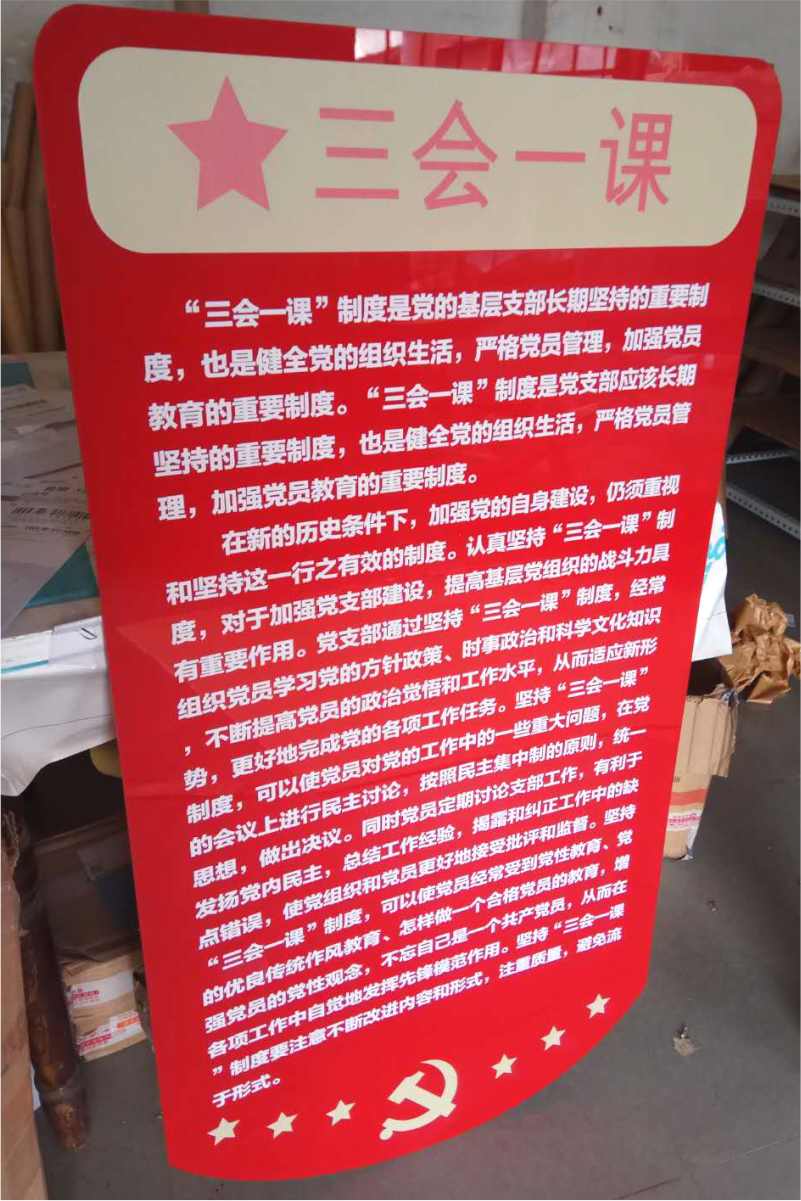 三会一课
“三会一课”制度是党的基层支部长期坚持的重要制
度，也是健全党的组织生活，严格党员管理，加强党员
教育的重要制度。“三会一课”制度是党支部应该长期
坚持的重要制度，也是健全党的组织生活，严格党员管
理，加强党员教育的重要制度。
在新的历史条件下，加强党的自身建设，仍须重视
和坚持这一行之有效的制度。认真坚持“三会一课”制
度，对于加强党支部建设，提高基层党组织的战斗力具
有重要作用。党支部通过坚持“三会一课”制度，经常
组织党员学习党的方针政策、时事政治和科学文化知识
，不断提高党员的政治觉悟和工作水平，从而适应新形
势，更好地完成党的各项工作任务。坚持“三会一课”
制度，可以使党员对党的工作中的一些重大问题，在党
的会议上进行民主讨论，按照民主集中制的原则，统一
思想，做出决议。同时党员定期讨论支部工作，有利于
发扬党内民主，总结工作经验，揭露和纠正工作中的缺
点错误，使党组织和党员更好地接受批评和监督。坚持
“三会一课”制度，可以使党员经常受到党性教育、党
的优良传统作风教育、怎样做一个合格党员的教育，增
强党员的党性观念，不忘自己是一个共产党员，从而在
各项工作中自觉地发挥先锋模范作用。坚持“三会一课
”制度要注意不断改进内容和形式，注重质量，避免流
于形式。